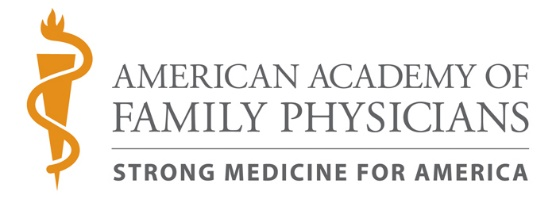 AMERICAN ACADEMY OF
FAMILY PHYSICIANS
STRONG MEDICINE FOR AMERICA